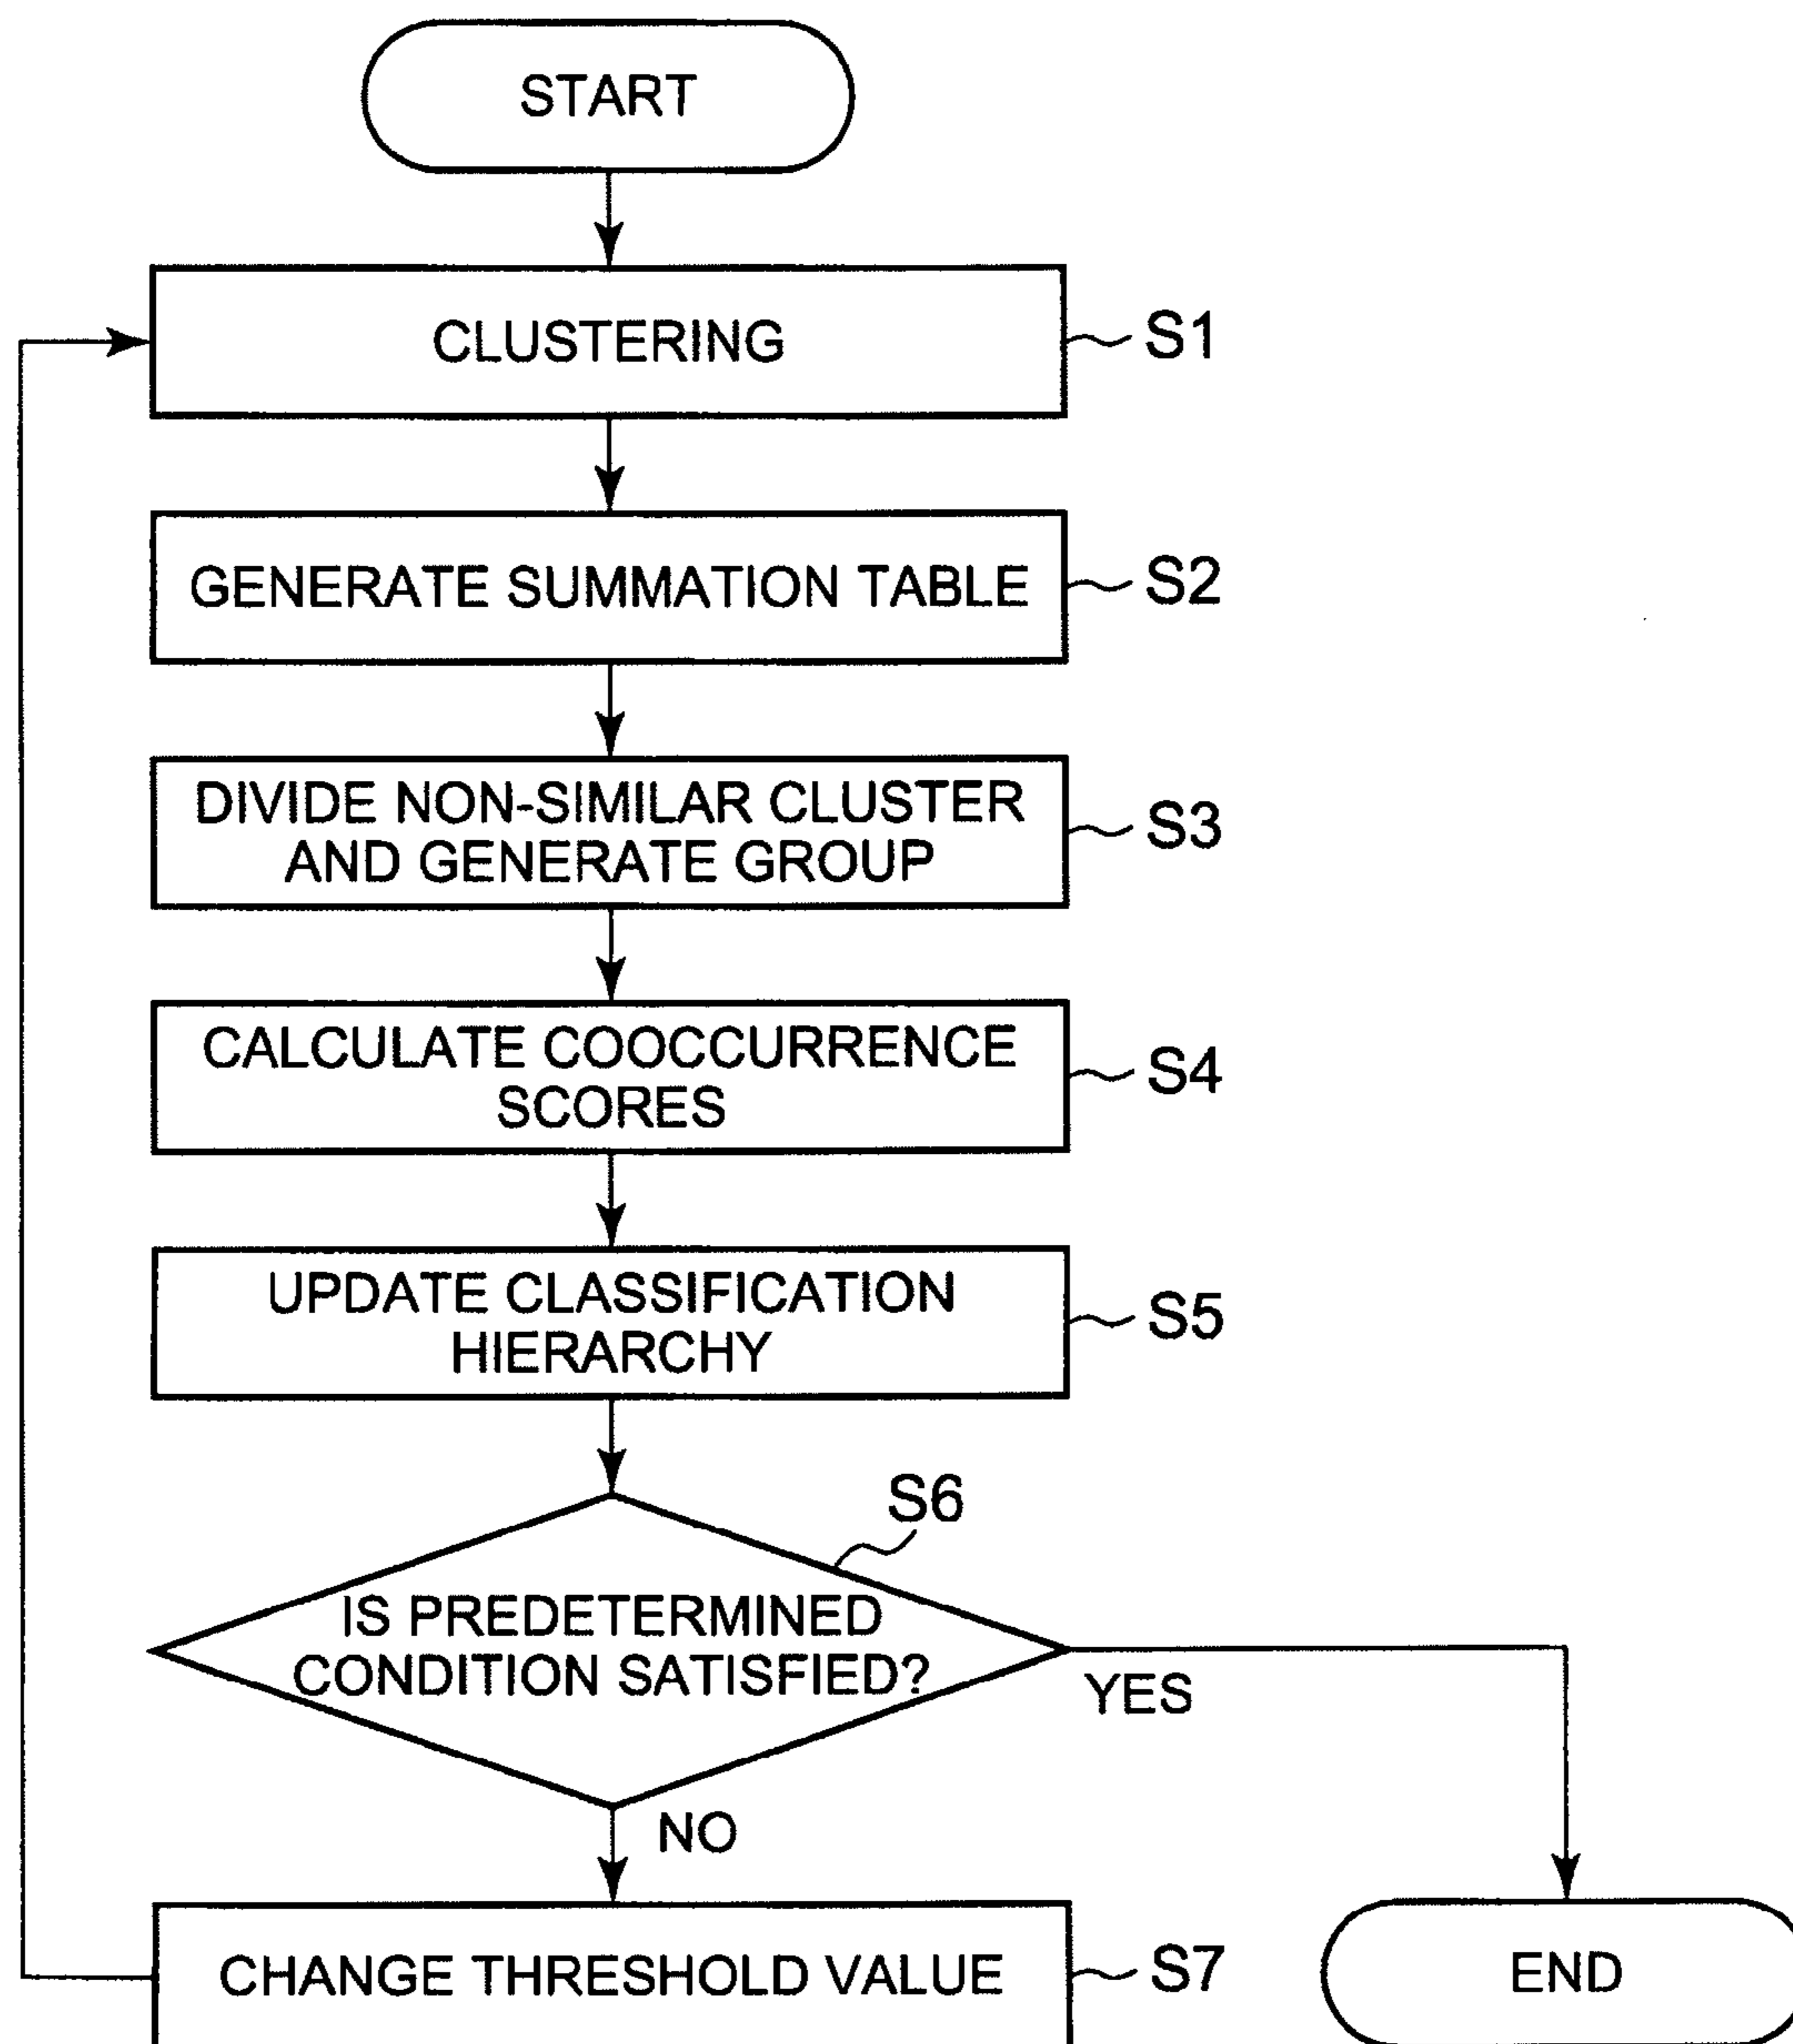 START
CLUSTERING
S1
GENERATE SUMMATION TABLE
S2
DIVIDE NON-SIMILAR CLUSTER
AND GENERATE GROUP
S3
CALCULATE COOCCURRENCE
SCORES
S4
UPDATE CLASSIFICATION
HIERARCHY
S5
S6
IS PREDETERMINED
CONDITION SATISFIED?
YES
NO
CHANGE THRESHOLD VALUE
S7
END